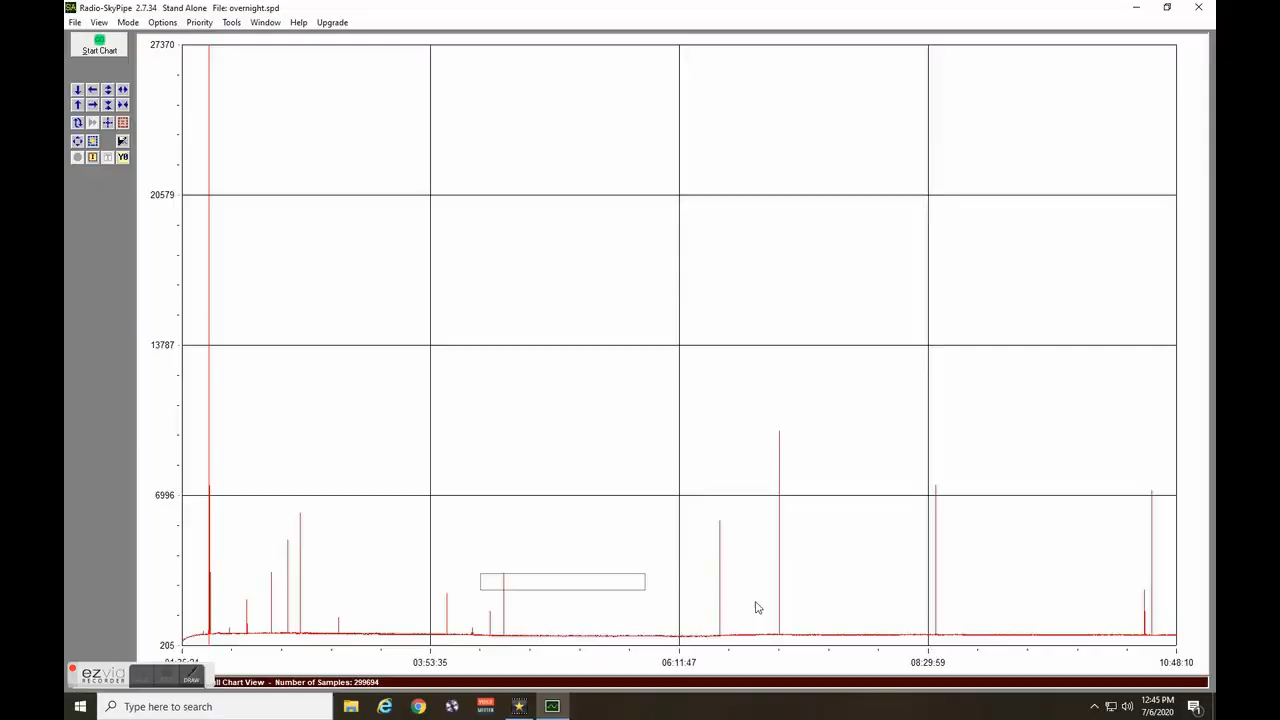 Radio-SkyPipe 2.7.34 Stand Alone File: overnight.spd
File View Mode Options Priority Tools Window Help Upgrade
Start Chart
27370
20579
13787
6996
205
03:53:35 06:11:47 08:29:59 10:48:10
Y0
ezvid
RECORDER
DRAW
ll Chart View - Number of Samples: 299694
Type here to search
12:45 PM
7/6/2020